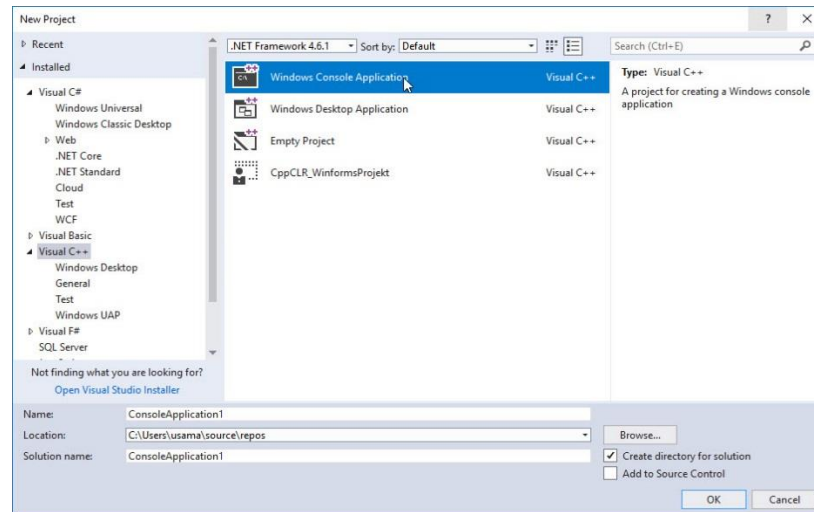 New Project
?
Recent
Installed
Visual C#
Windows Universal
Windows Classic Desktop
Web
.NET Core
.NET Standard
Cloud
Test
WCF
Visual Basic
Visual C++
Windows Desktop
General
Test
Windows UAP
Visual F#
SQL Server
Not finding what you are looking for?
Open Visual Studio Installer
.NET Framework 4.6.1 Sort by: Default
Windows Console Application Visual C++
Windows Desktop Application Visual C++
Empty Project Visual C++
CppCLR_WinformsProjekt Visual C++
Search (Ctrl+E)
Type: Visual C++
A project for creating a Windows console
application
Name: ConsoleApplication1
Location: C:\Users\usama\source\repos Browse...
Solution name: ConsoleApplication1
Create directory for solution
Add to Source Control
OK Cancel